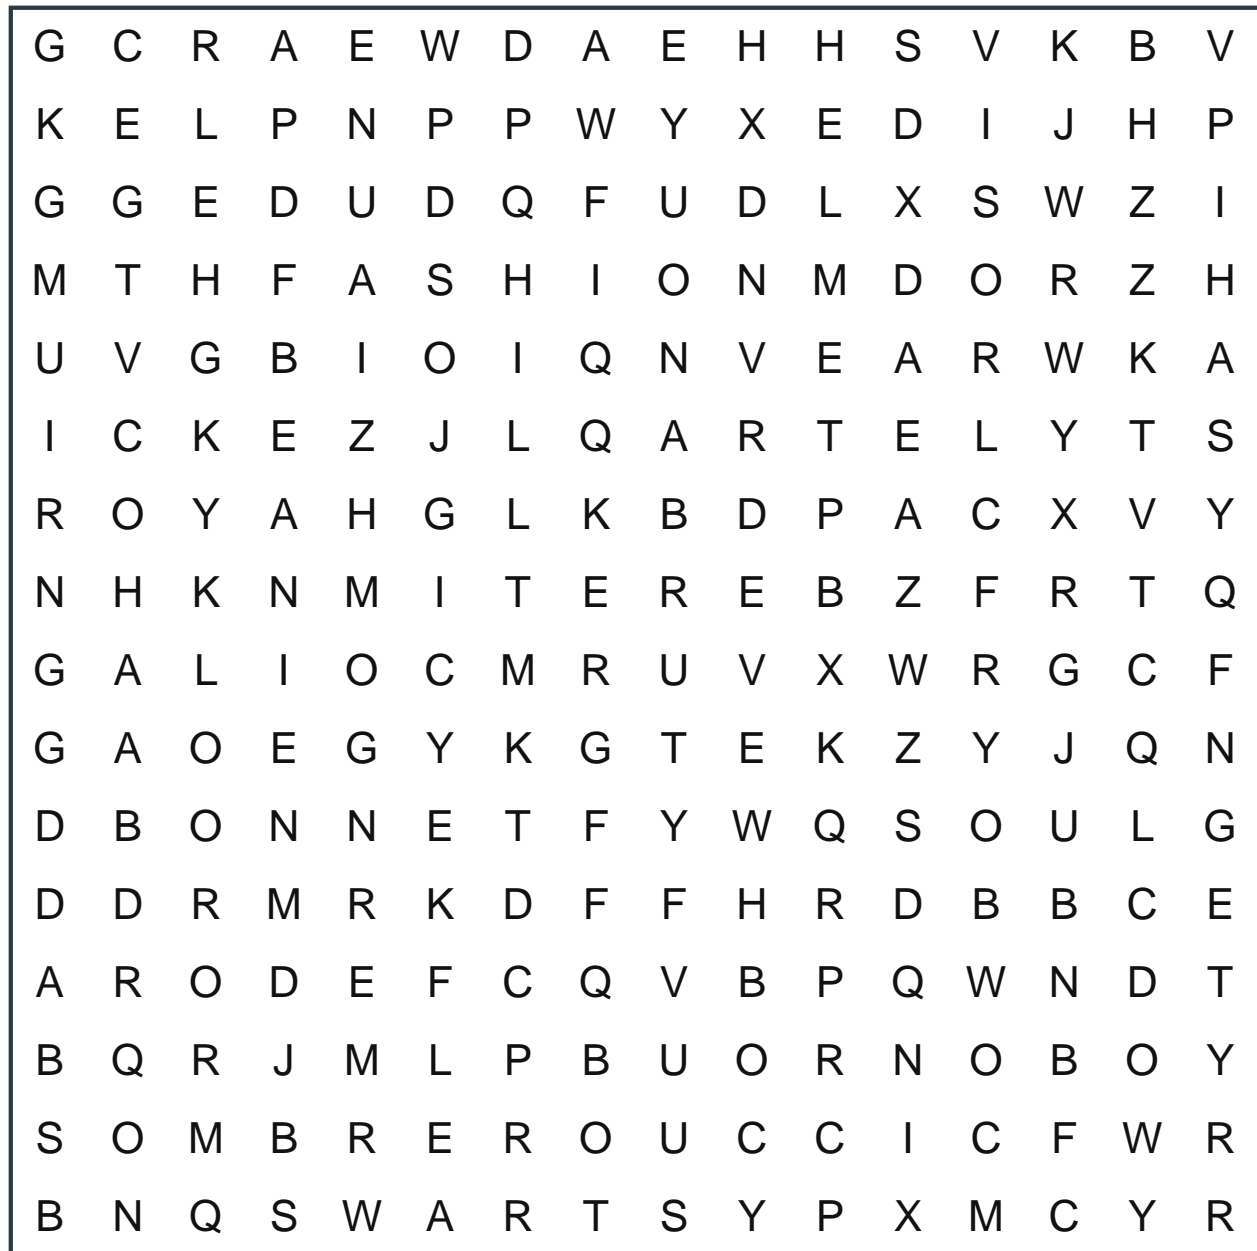 G C R A E W D A E H H S V K B V
K E L P N P P W Y X E D I J H P
G G E D U D Q F U D L X S W Z I
M T H F A S H I O N M D O R Z H
U V G B I O I Q N V E A R W K A
I C K E Z J L Q A R T E L Y T S
R O Y A H G L K B D P A C X V Y
N H K N M I T E R E B Z F R T Q
G A L I O C M R U V X W R G C F
G A O E G Y K G T E K Z Y J Q N
D B O N N E T F Y W Q S O U L G
D D R M R K D F F H R D B B C E
A R O D E F C Q V B P Q W N D T
B Q R J M L P B U O R N O B O Y
S O M B R E R O U C C I C F W R
B N Q S W A R T S Y P X M C Y R